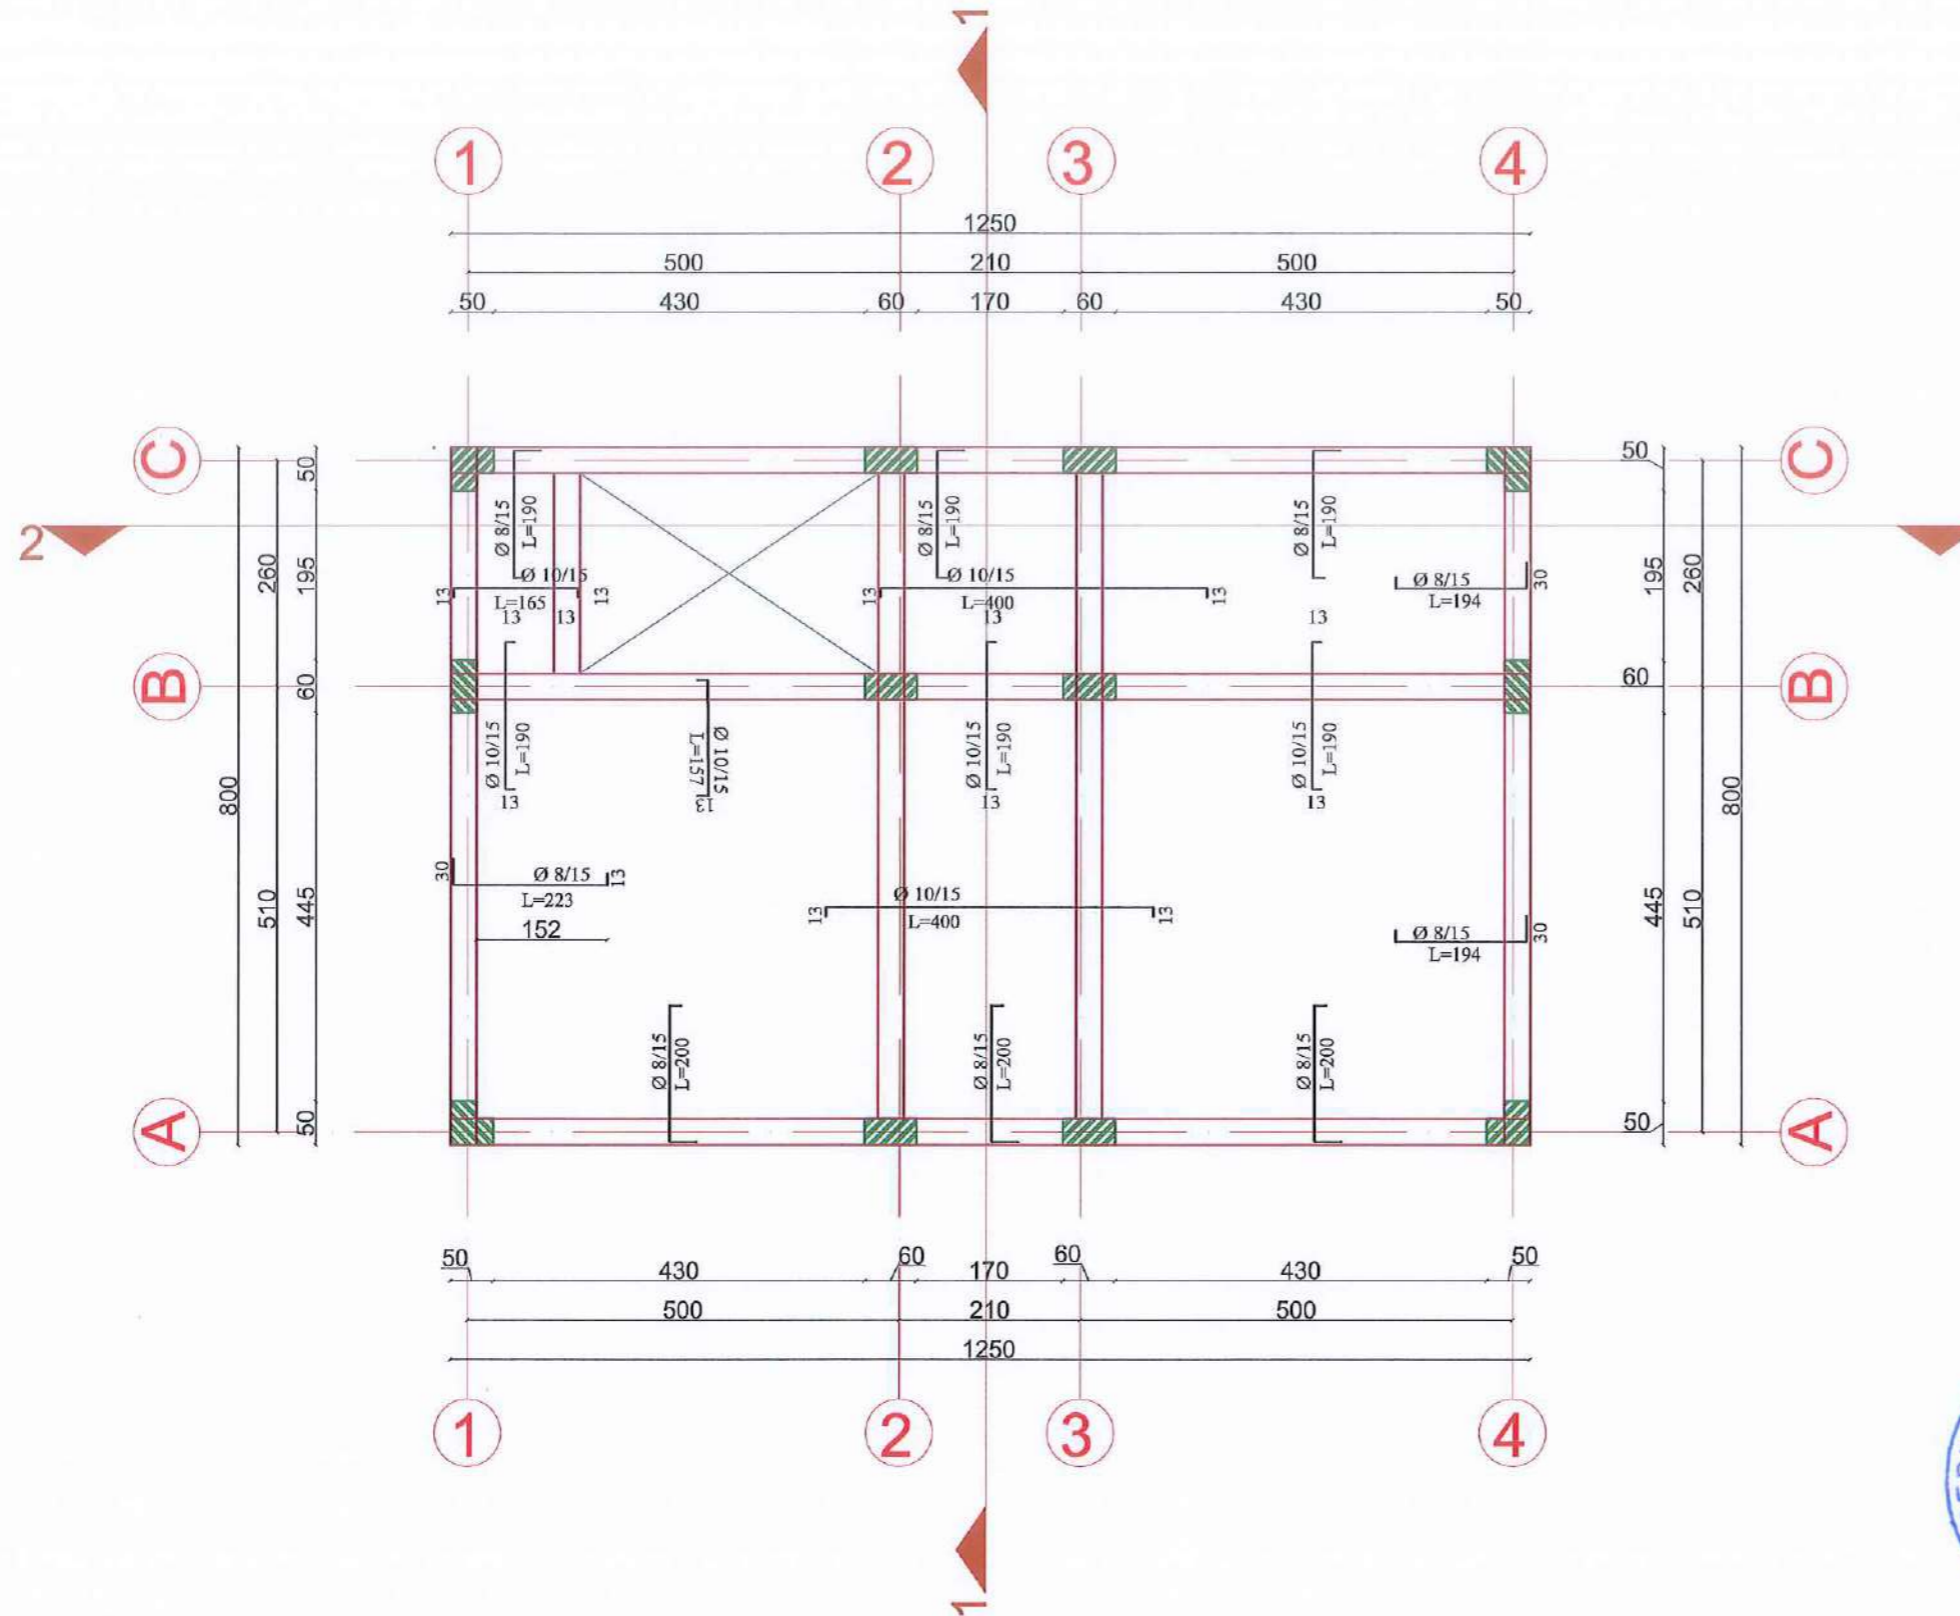 1
1 2 3 4
1250
500 210 500
50 430 60 170 60 430 50
C 50 50 C
Ø 8/15 L=190
Ø 8/15 L=190
Ø 8/15 L=190
2
260 195 195 260
13 Ø 10/15 13
L=165
13 13
13 Ø 10/15 13
L=400
13
13
Ø 8/15 30
L=194
B 60 60 B
Ø 10/15 L=190
13
Ø 10/15 L=157
13
Ø 10/15 L=190
13
Ø 10/15 L=190
13
800 800
30 Ø 8/15 13
L=223
152
13 Ø 10/15 13
L=400
510 445 445 510
Ø 8/15 30
L=194
Ø 8/15 L=200
Ø 8/15 L=200
Ø 8/15 L=200
A 50 50 A
50 430 60 170 60 430 50
500 210 500
1250
1 2 3 4
1